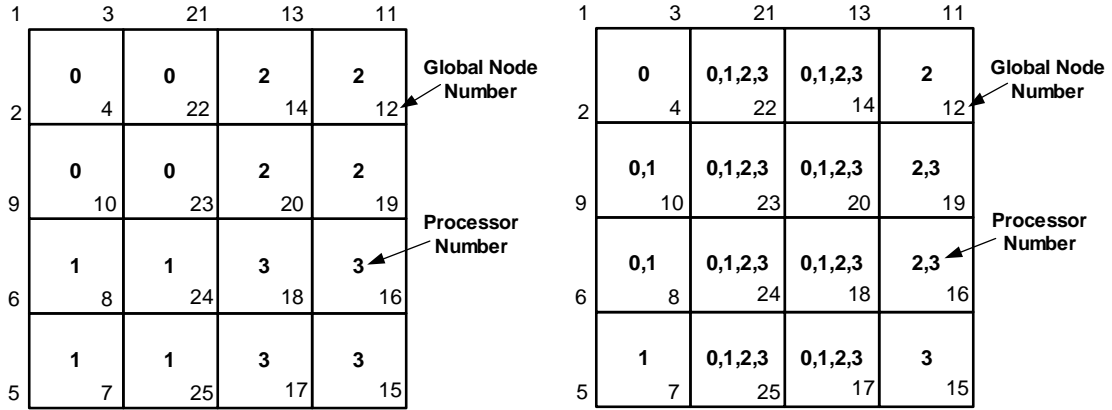 1 3 21 13 11
0 0 2 2
Global Node
Number
2 4 22 14 12
0 0 2 2
9 10 23 20 19
Processor
Number
1 1 3 3
6 8 24 18 16
1 1 3 3
5 7 25 17 15
1 3 21 13 11
0 0,1,2,3 0,1,2,3 2
Global Node
Number
2 4 22 14 12
0,1 0,1,2,3 0,1,2,3 2,3
9 10 23 20 19
Processor
Number
0,1 0,1,2,3 0,1,2,3 2,3
6 8 24 18 16
1 0,1,2,3 0,1,2,3 3
5 7 25 17 15